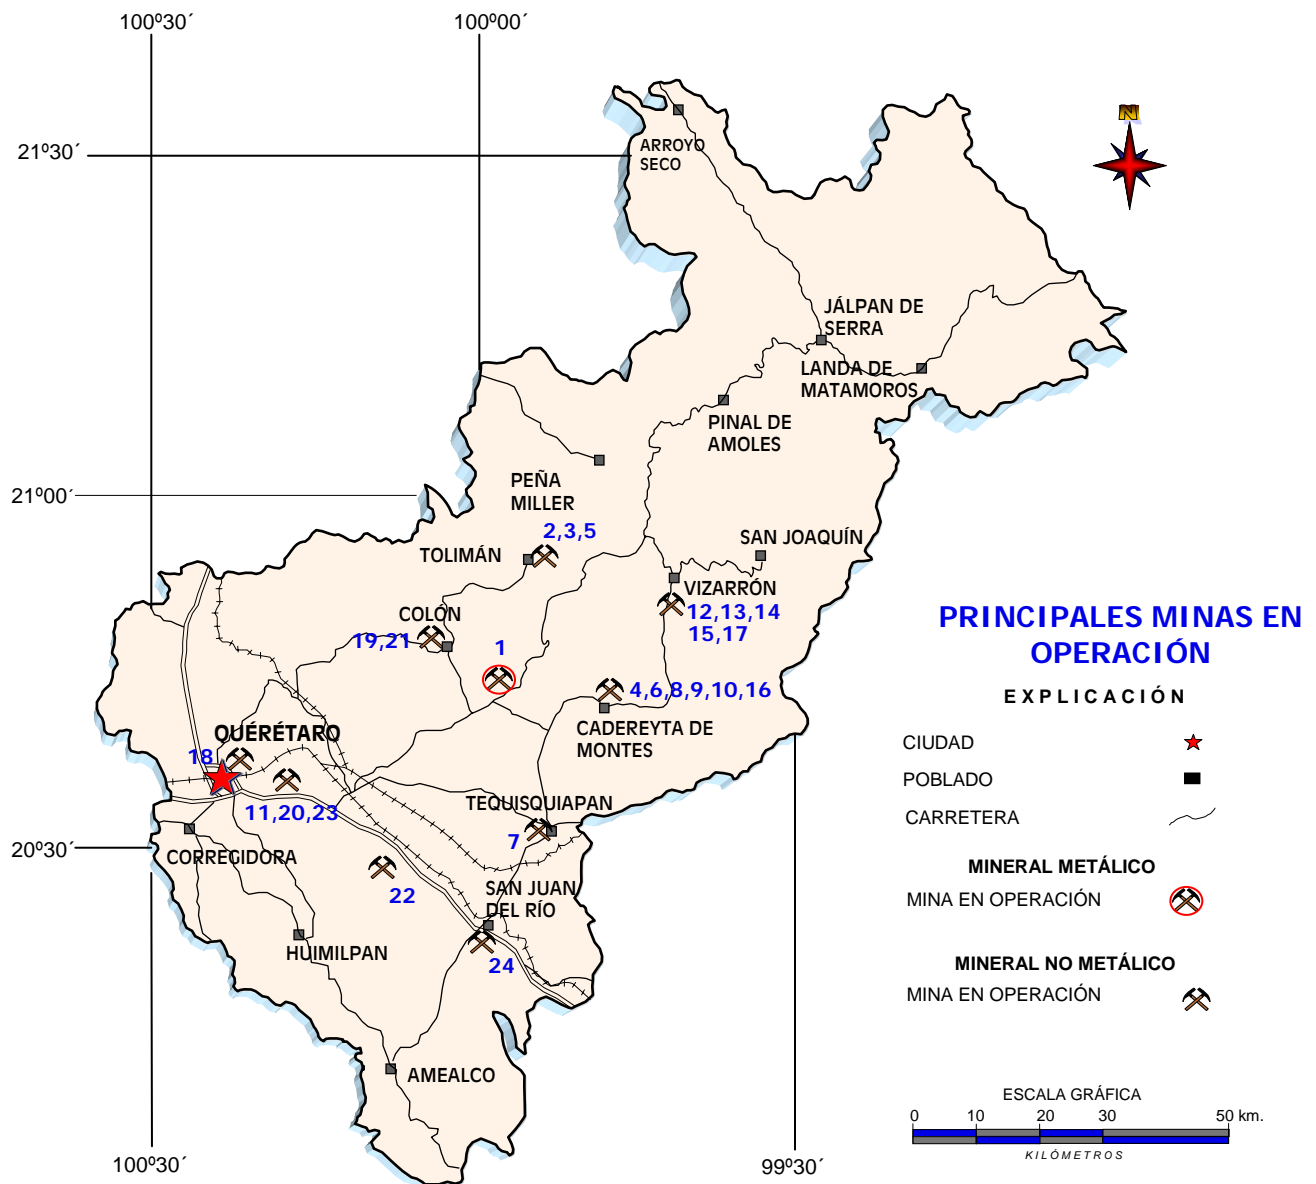 100º30´
100º00´
N
21º30´
ARROYO
SECO
JÁLPAN DE
SERRA
LANDA DE
MATAMOROS
PINAL DE
AMOLES
PEÑA
MILLER
21º00´
2,3,5
SAN JOAQUÍN
TOLIMÁN
VIZARRÓN
12,13,14
15,17
COLÓN
19,21
1
4,6,8,9,10,16
CADEREYTA DE
MONTES
QUÉRÉTARO
18
11,20,23
TEQUISQUIAPAN
7
20º30´
CORREGIDORA
22
SAN JUAN
DEL RÍO
HUIMILPAN
24
AMEALCO
100º30´
99º30´
PRINCIPALES MINAS EN
OPERACIÓN
EXPLICACIÓN
CIUDAD
POBLADO
CARRETERA
MINERAL METÁLICO
MINA EN OPERACIÓN
MINERAL NO METÁLICO
MINA EN OPERACIÓN
ESCALA GRÁFICA
0 10 20 30 50 km.
KILÓMETROS